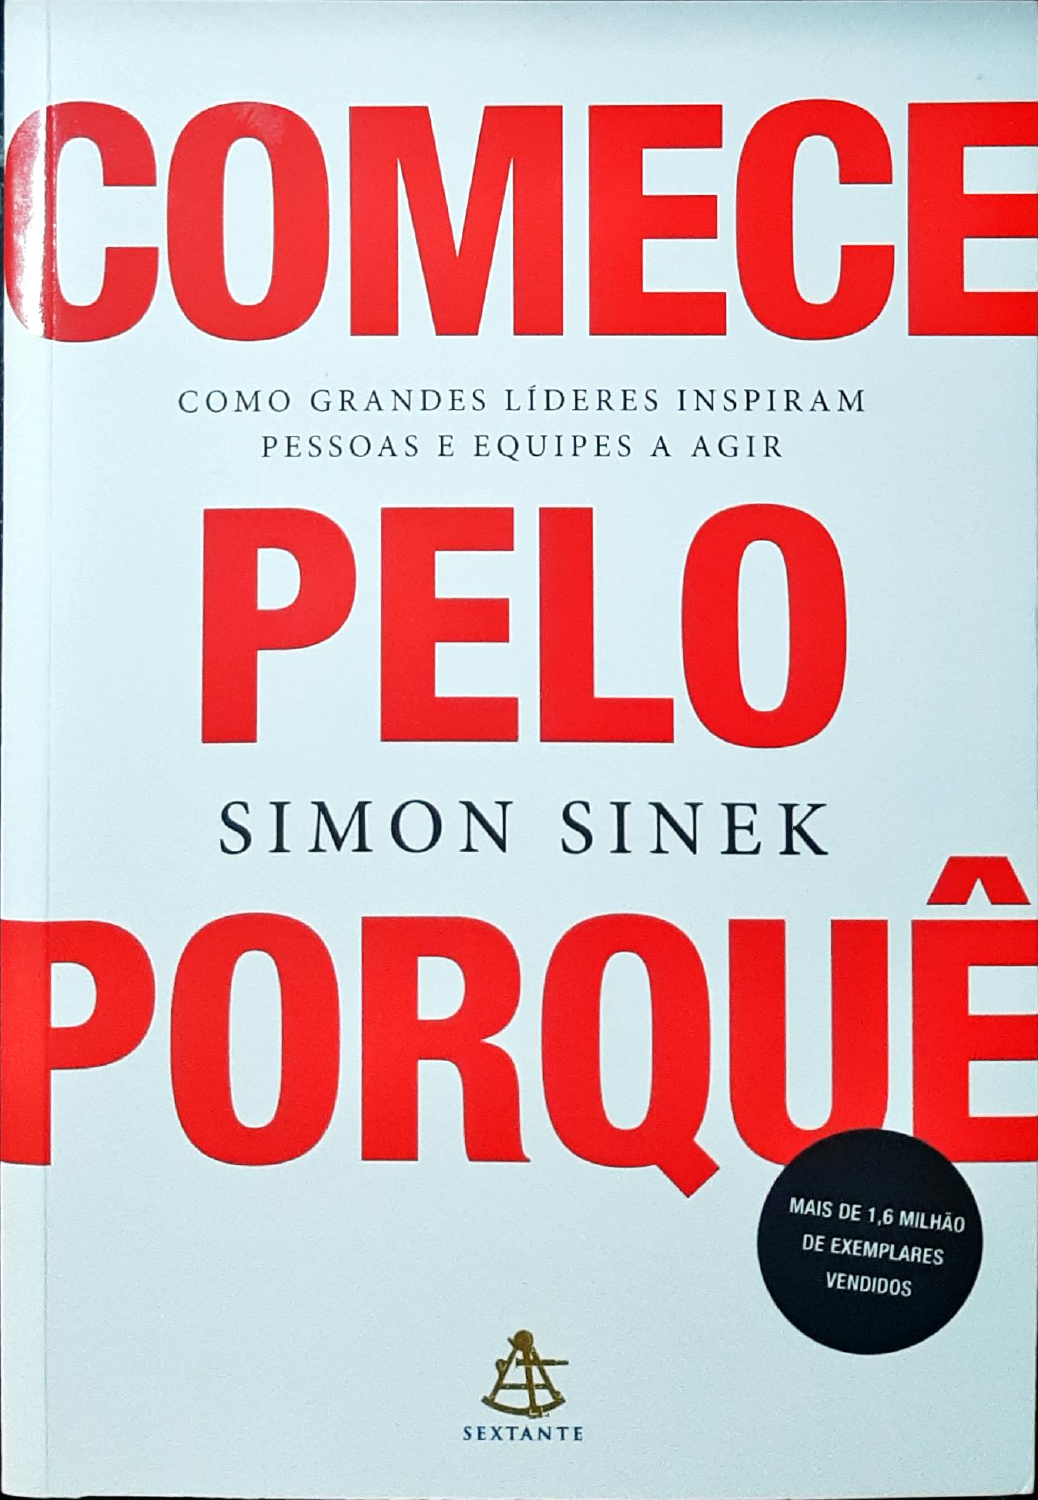 COMECE
COMO GRANDES LÍDERES INSPIRAM
PESSOAS E EQUIPES A AGIR
PELO
SIMON SINEK
PORQUÊ
MAIS DE 1,6 MILHÃO
DE EXEMPLARES
VENDIDOS
SEXTANTE